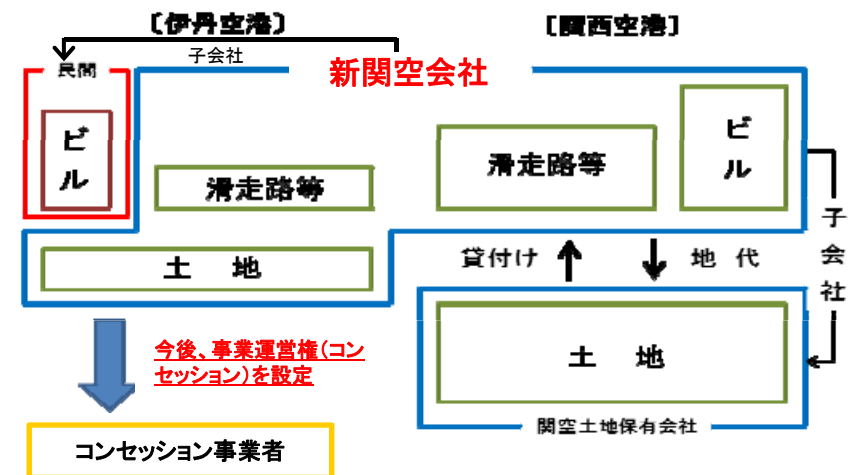 〔伊丹空港〕
〔関西空港〕
子会社
民間
新関空会社
ビル
滑走路等
滑走路等
ビル
土 地
貸付け
地 代
子会社
今後、事業運営権(コン
セッション)を設定
土 地
関空土地保有会社
コンセッション事業者